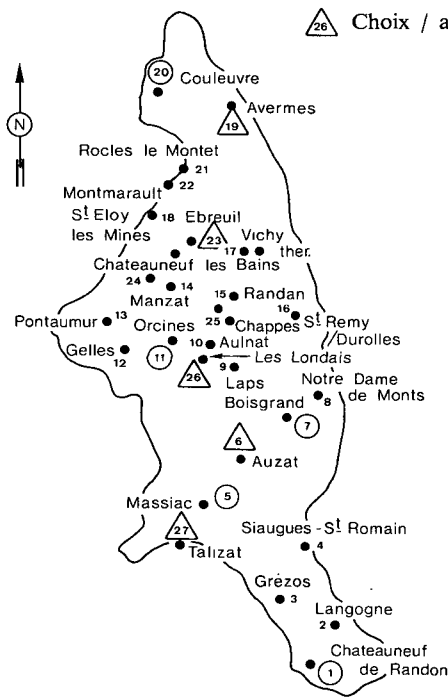 26 Choix / a
20
Couleuvre
Avermes
19
N
Rocles le Montet
21
Montmarault
22
St Eloy
les Mines
18
Ebreuil
23
Vichy
17
ther.
Chateauneuf les Bains
24
14
Manzat
15
Randan
16
St Remy
//Durolles
Pontaumur
13
Orcines
25
Chappes
10
Aulnat
Gelles
12
11
26
Les Londais
9
Laps
Notre Dame
de Monts
8
Boisgrand
7
6
Auzat
Massiac
5
27
Talizat
Siaugues-St Romain
4
Grézos
3
Langogne
2
Chateauneuf
de Randon
1